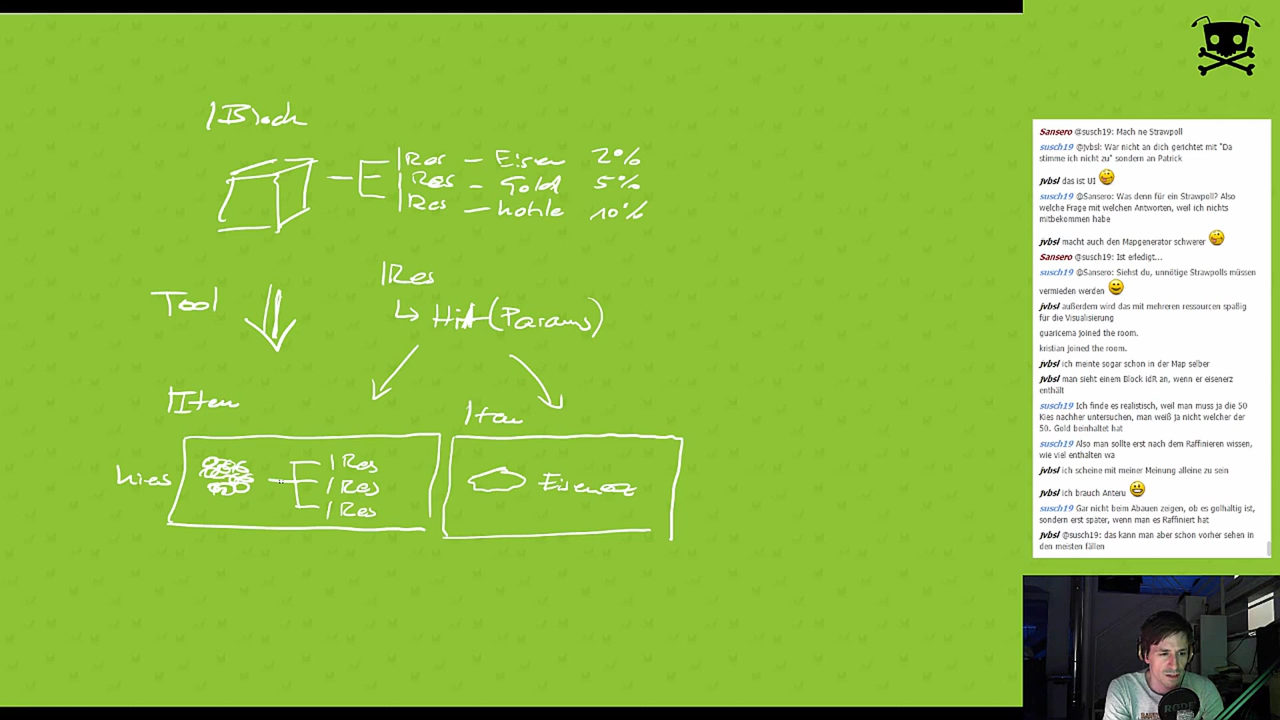 IBlock
IRes – Eisen 2%
IRes – Gold 5%
IRes – Kohle 10%
IRes
Tool
↳ Hit(Params)
IItem
Item
Kies
IRes
IRes
IRes
Eisenerz
Sansero @susch19: Mach ne Strawpoll
susch19 @jvbsl: War nicht an dich gerichtet mit "Da
stimme ich nicht zu" sondern an Patrick
jvbsl das ist UI
susch19 @Sansero: Was denn für ein Strawpoll? Also
welche Frage mit welchen Antworten, weil ich nichts
mitbekommen habe
jvbsl macht auch den Mapgenerator schwerer
Sansero @susch19: Ist erledigt...
susch19 @Sansero: Siehst du, unnötige Strawpolls müssen
vermieden werden
jvbsl außerdem wird das mit mehreren ressourcen spaßig
für die Visualisierung
guaricema joined the room.
kristian joined the room.
jvbsl ich meinte sogar schon in der Map selber
jvbsl man sieht einem Block IdR an, wenn er eisenerz
enthält
susch19 Ich finde es realistisch, weil man muss ja die 50
Kies nachher untersuchen, man weiß ja nicht welcher der
50. Gold beinhaltet hat
susch19 Also man sollte erst nach dem Raffinieren wissen,
wie viel enthalten wa
jvbsl ich scheine mit meiner Meinung alleine zu sein
jvbsl ich brauch Anteru
susch19 Gar nicht beim Abauen zeigen, ob es golhaltig ist,
sondern erst später, wenn man es Raffiniert hat
jvbsl @susch19: das kann man aber schon vorher sehen in
den meisten fällen
RODE